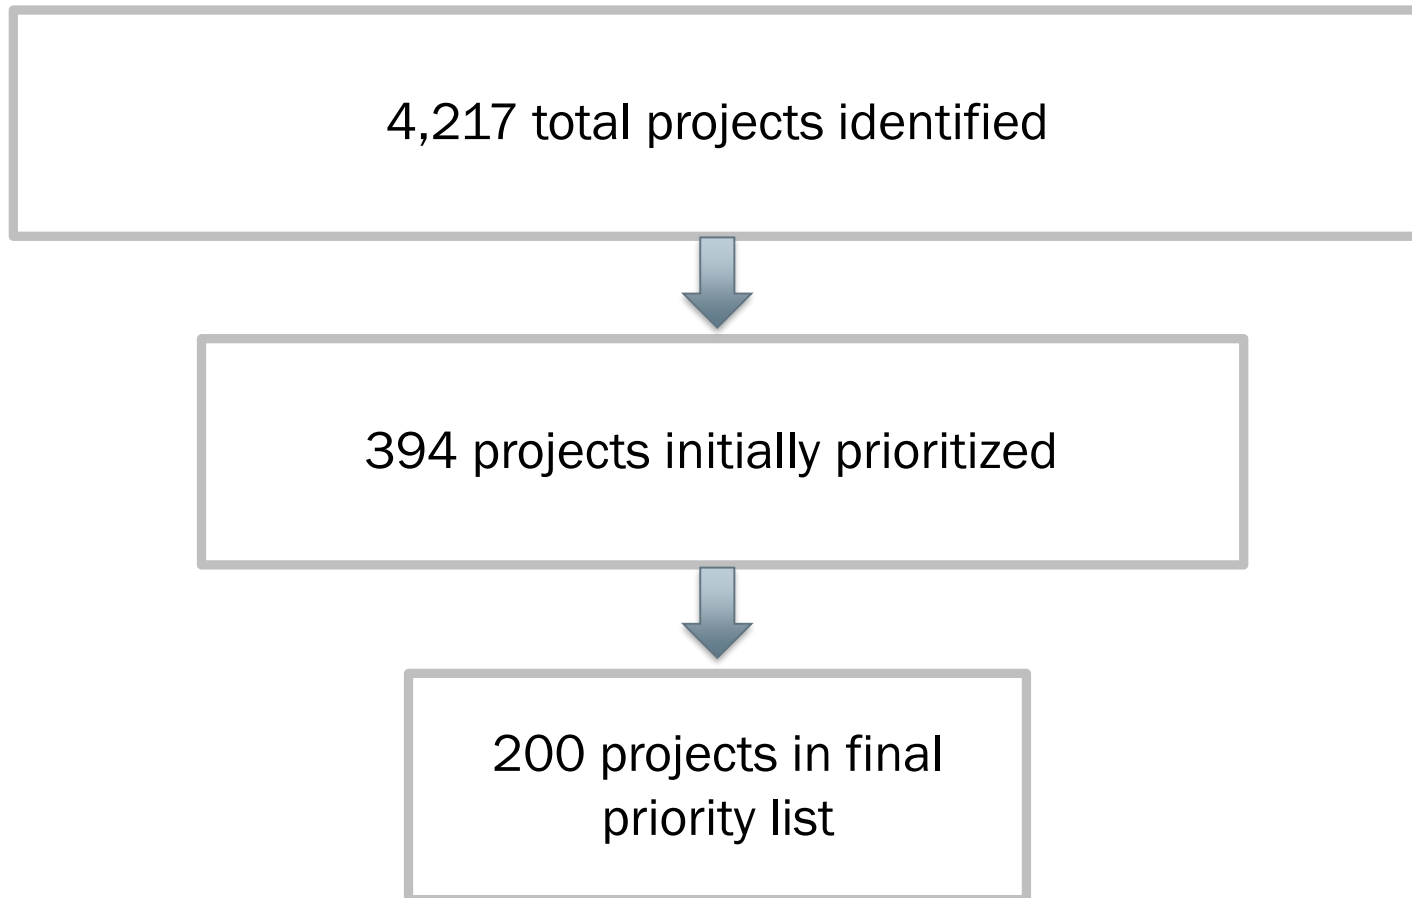 4,217 total projects identified
394 projects initially prioritized
200 projects in final
priority list